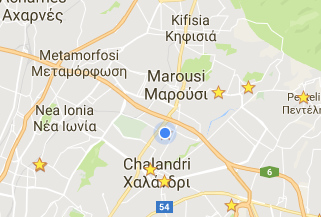 Αχαρνές
Kifisia
Κηφισιά
Metamorfosi
Μεταμόρφωση
Marousi
Μαρούσι
Nea Ionia
Νέα Ιωνία
Chalandri
Χαλάνδρι
6
54